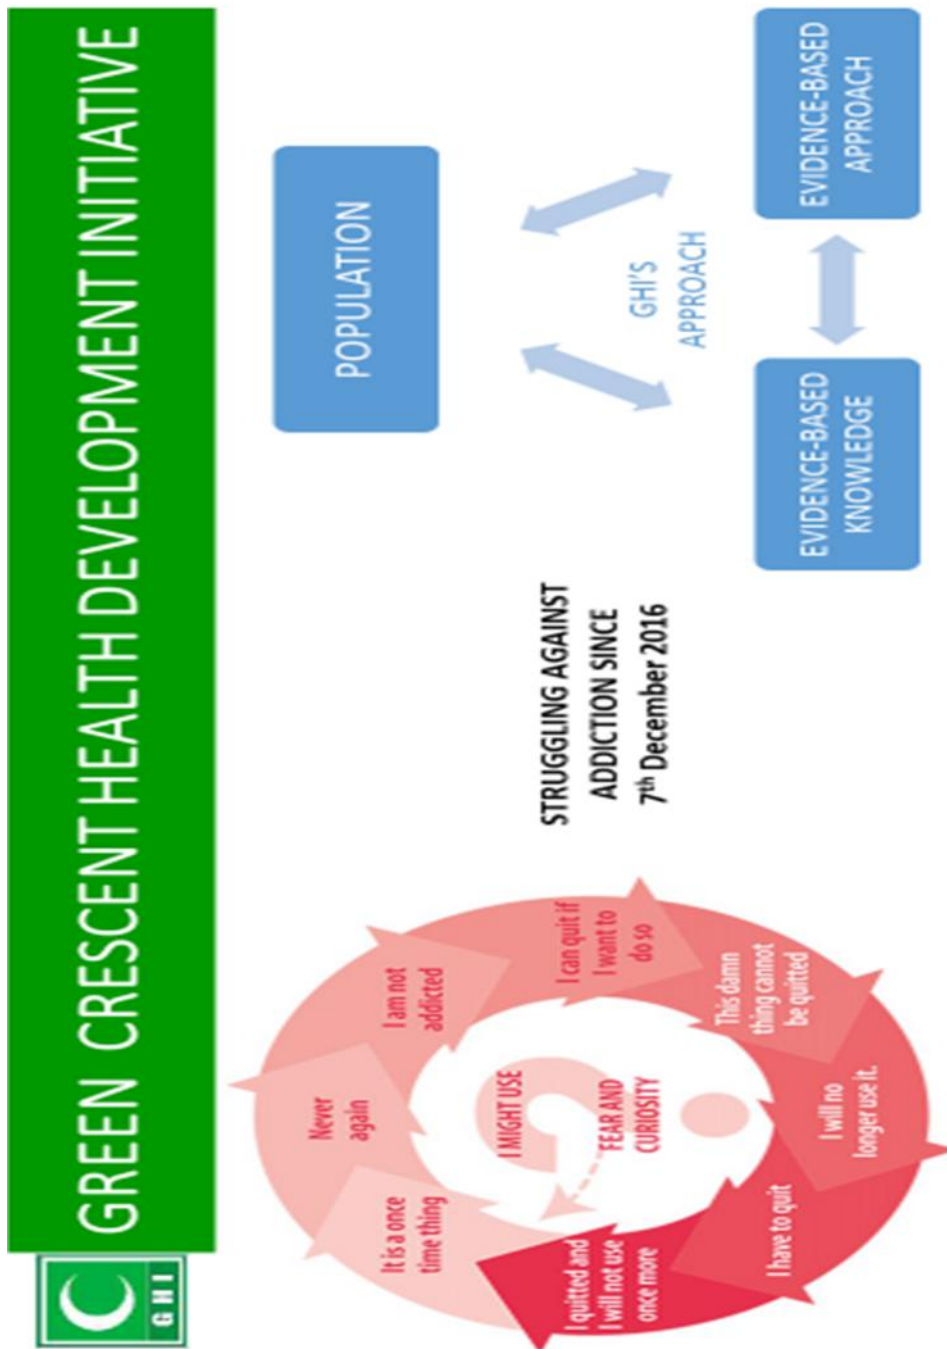 GHI
GREEN CRESCENT HEALTH DEVELOPMENT INITIATIVE
I MIGHT USE
FEAR AND
CURIOSITY
It is a once
time thing
Never
again
I am not
addicted
I can quit if
I want to
do so
This damn
thing cannot
be quitted
I will no
longer use it.
I have to quit
I quitted and
I will not use
once more
STRUGGLING AGAINST
ADDICTION SINCE
7th December 2016
POPULATION
GHI'S
APPROACH
EVIDENCE-BASED
KNOWLEDGE
EVIDENCE-BASED
APPROACH